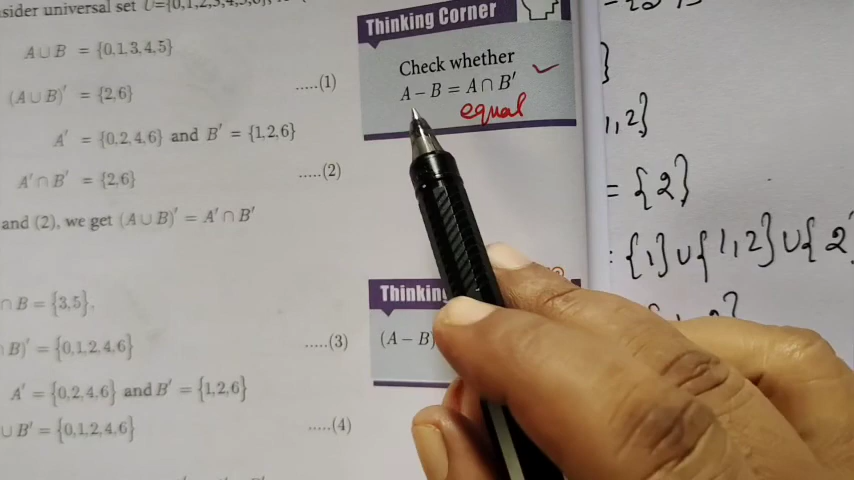 sider universal set U={0,1,2,3,4,5,6},
A∪B = {0,1,3,4,5}
(A∪B)′ = {2,6} .....(1)
A′ = {0,2,4,6} and B′ = {1,2,6}
A′∩B′ = {2,6} .....(2)
and (2), we get (A∪B)′ = A′∩B′
∩B = {3,5}.
B)′ = {0,1,2,4,6} .....(3)
A′ = {0,2,4,6} and B′ = {1,2,6}
∪B′ = {0,1,2,4,6} .....(4)
Thinking Corner
Check whether
A−B = A∩B′
equal
Thinking
(A−B)
}
1,2}
= {2}
: {1}∪{1,2}∪{2